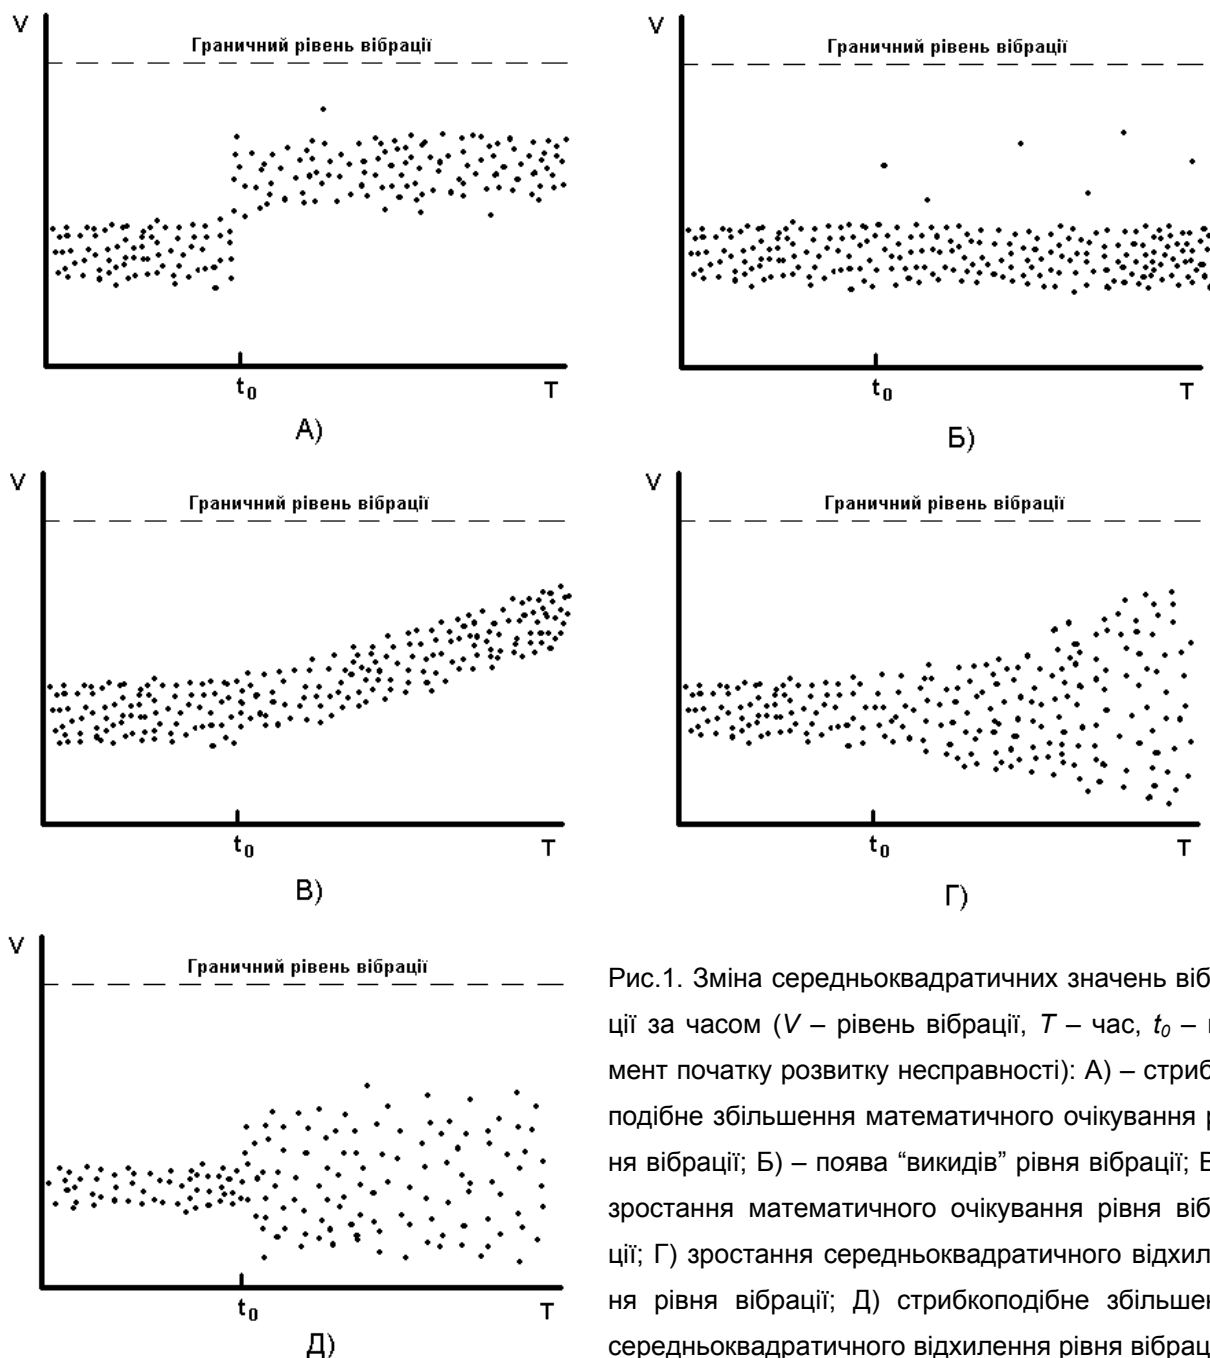 V
Граничний рівень вібрації
t0
T
А)
V
Граничний рівень вібрації
t0
T
Б)
V
Граничний рівень вібрації
t0
T
В)
V
Граничний рівень вібрації
t0
T
Г)
V
Граничний рівень вібрації
t0
T
Д)
Рис.1. Зміна середньоквадратичних значень віб
ції за часом (V – рівень вібрації, T – час, t0 –
мент початку розвитку несправності): А) – стриб
подібне збільшення математичного очікування
ня вібрації; Б) – поява “викидів” рівня вібрації;
зростання математичного очікування рівня віб
ції; Г) зростання середньоквадратичного відхил
ня рівня вібрації; Д) стрибкоподібне збільшен
середньоквадратичного відхилення рівня вібрац